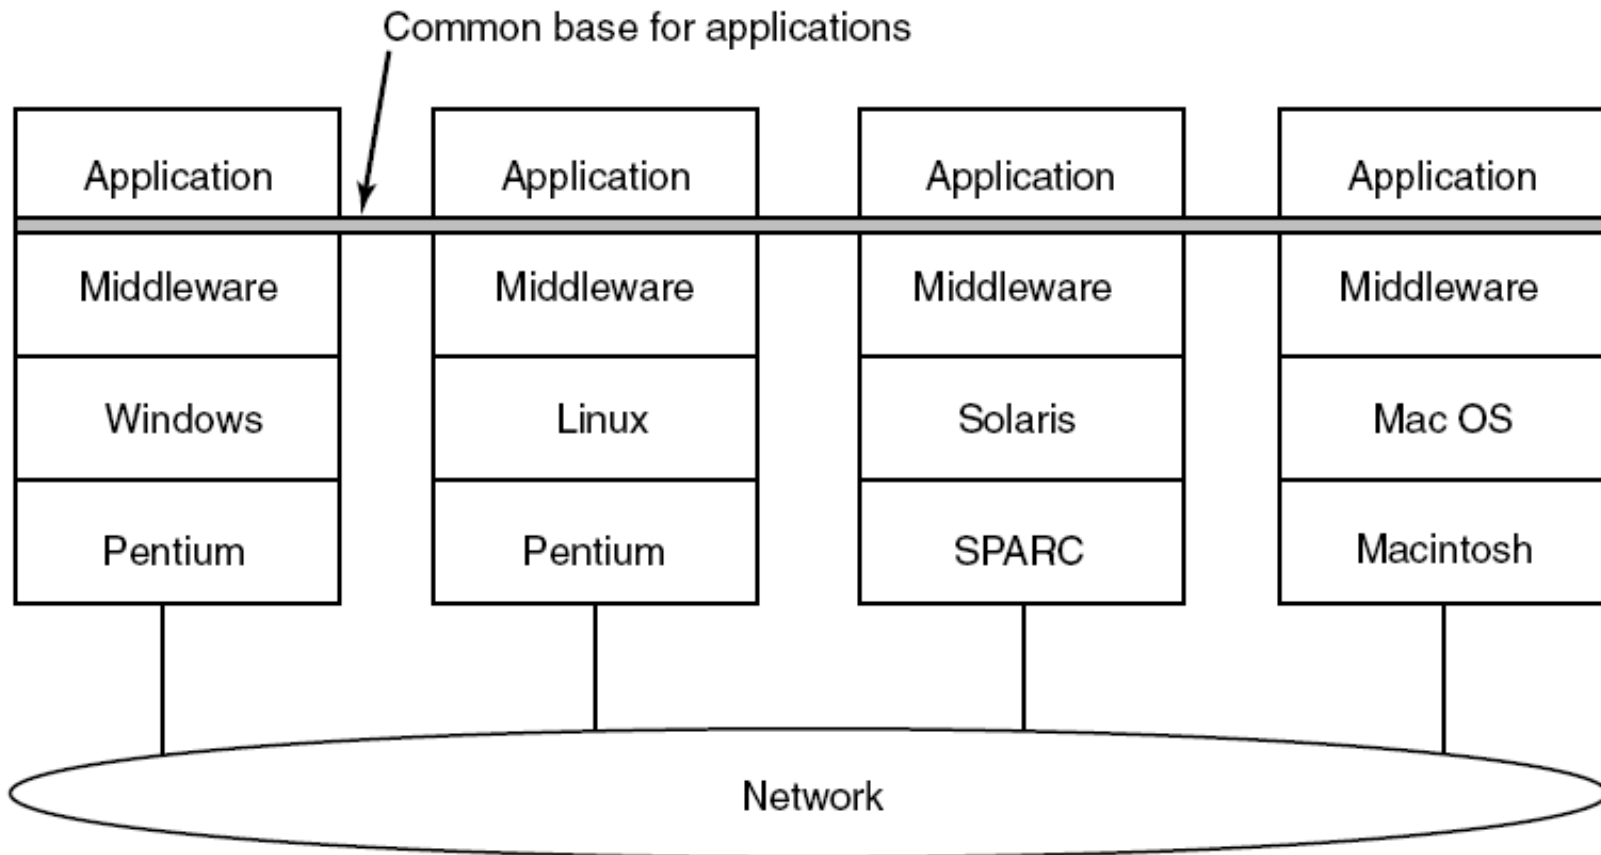 Common base for applications
Application Application Application Application
Middleware Middleware Middleware Middleware
Windows Linux Solaris Mac OS
Pentium Pentium SPARC Macintosh
Network